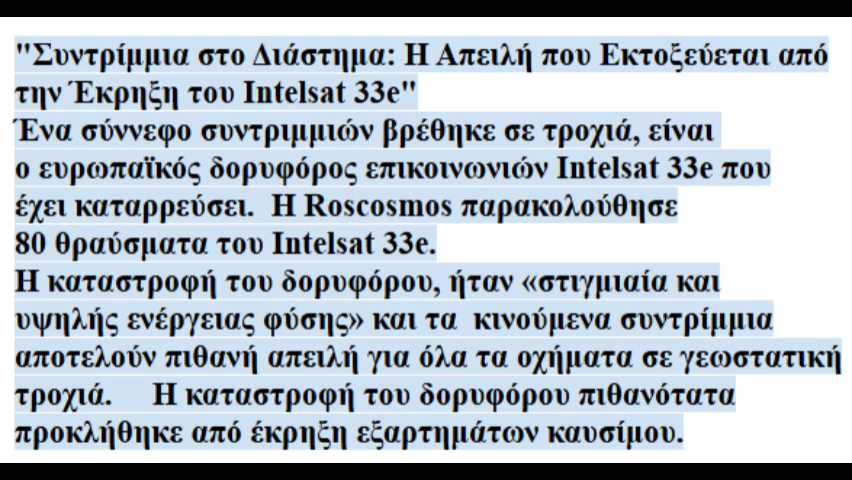 "Συντρίμμια στο Διάστημα: Η Απειλή που Εκτοξεύεται από
την Έκρηξη του Intelsat 33e"
Ένα σύννεφο συντριμμιών βρέθηκε σε τροχιά, είναι
ο ευρωπαϊκός δορυφόρος επικοινωνιών Intelsat 33e που
έχει καταρρεύσει. Η Roscosmos παρακολούθησε
80 θραύσματα του Intelsat 33e.
Η καταστροφή του δορυφόρου, ήταν «στιγμιαία και
υψηλής ενέργειας φύσης» και τα κινούμενα συντρίμμια
αποτελούν πιθανή απειλή για όλα τα οχήματα σε γεωστατική
τροχιά. Η καταστροφή του δορυφόρου πιθανότατα
προκλήθηκε από έκρηξη εξαρτημάτων καυσίμου.